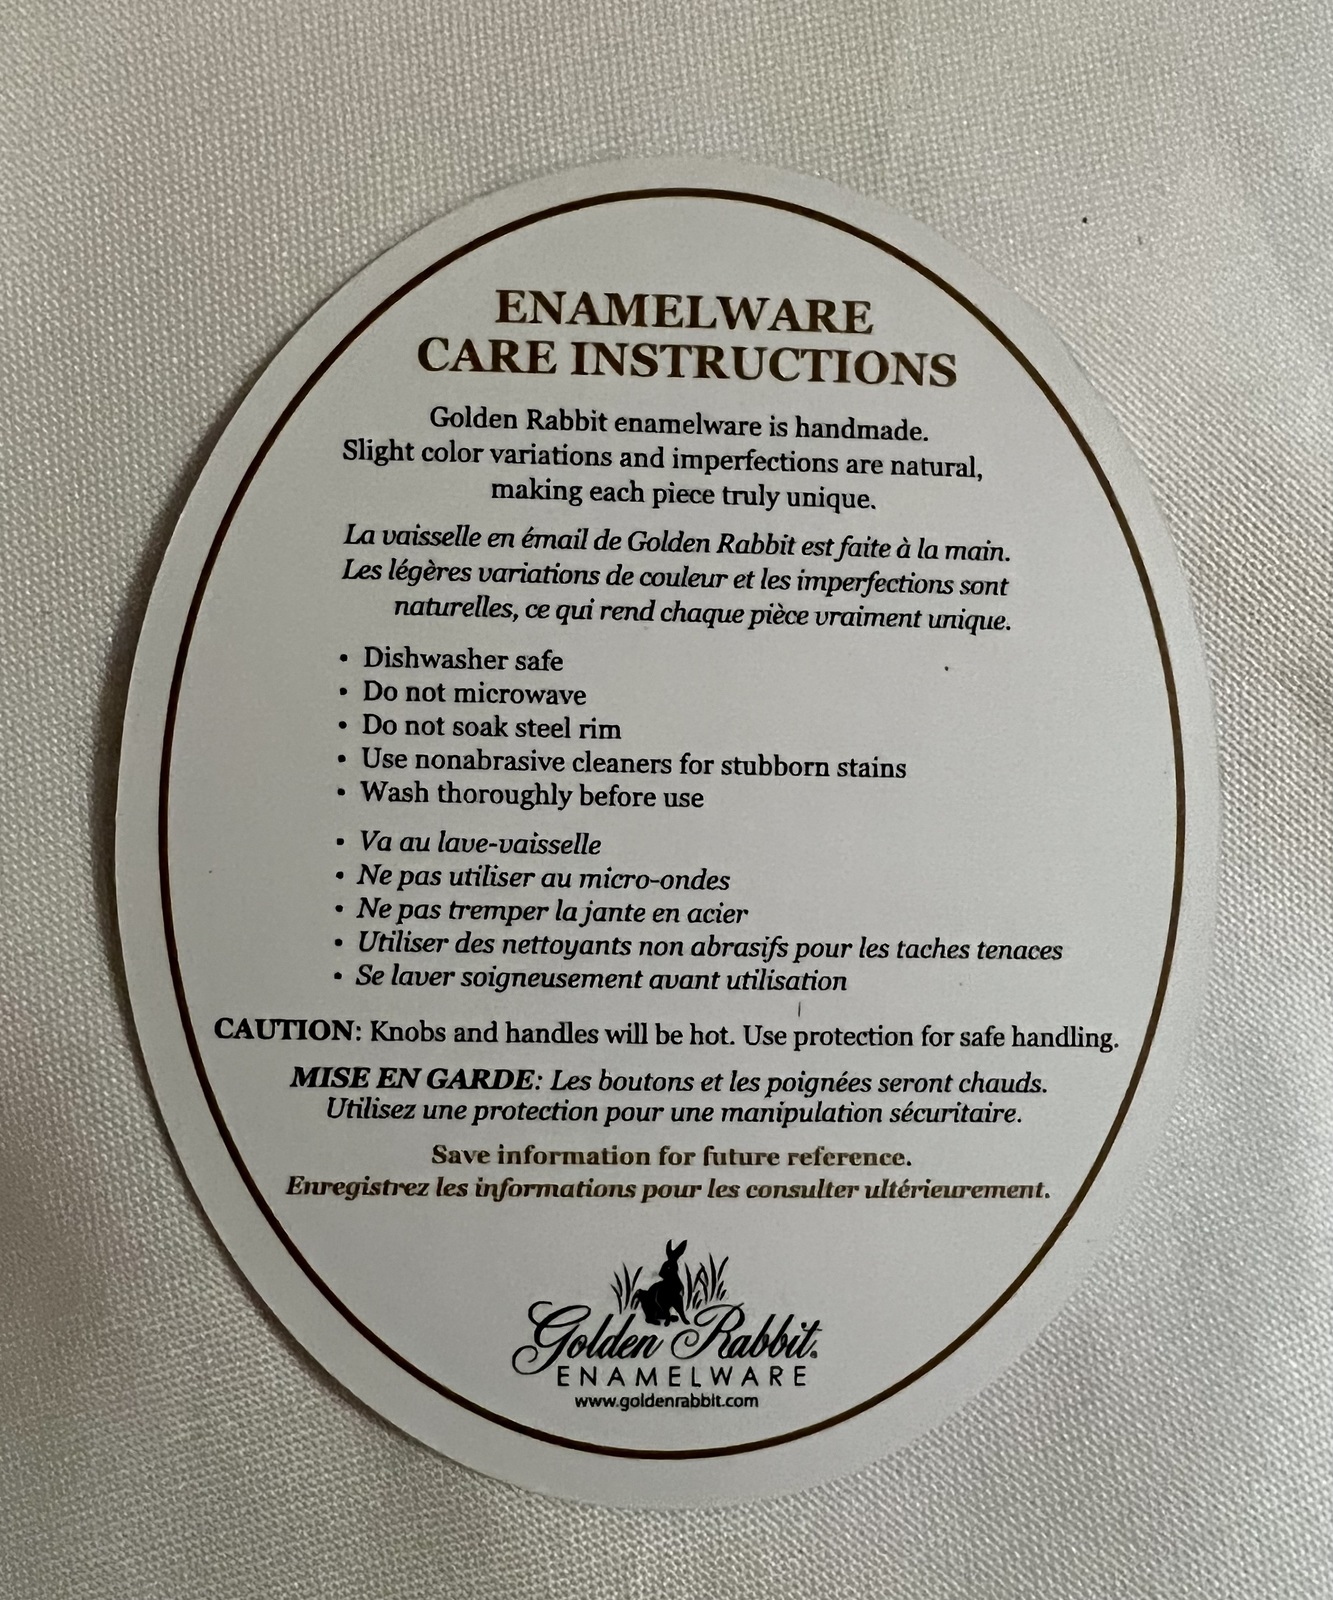 ENAMELWARE
CARE INSTRUCTIONS
Golden Rabbit enamelware is handmade.
Slight color variations and imperfections are natural,
making each piece truly unique.
La vaisselle en émail de Golden Rabbit est faite à la main.
Les légères variations de couleur et les imperfections sont
naturelles, ce qui rend chaque pièce vraiment unique.
• Dishwasher safe
• Do not microwave
• Do not soak steel rim
• Use nonabrasive cleaners for stubborn stains
• Wash thoroughly before use
• Va au lave-vaisselle
• Ne pas utiliser au micro-ondes
• Ne pas tremper la jante en acier
• Utiliser des nettoyants non abrasifs pour les taches tenaces
• Se laver soigneusement avant utilisation
CAUTION: Knobs and handles will be hot. Use protection for safe handling.
MISE EN GARDE: Les boutons et les poignées seront chauds.
Utilisez une protection pour une manipulation sécuritaire.
Save information for future reference.
Enregistrez les informations pour les consulter ultérieurement.
Golden Rabbit®
ENAMELWARE
www.goldenrabbit.com